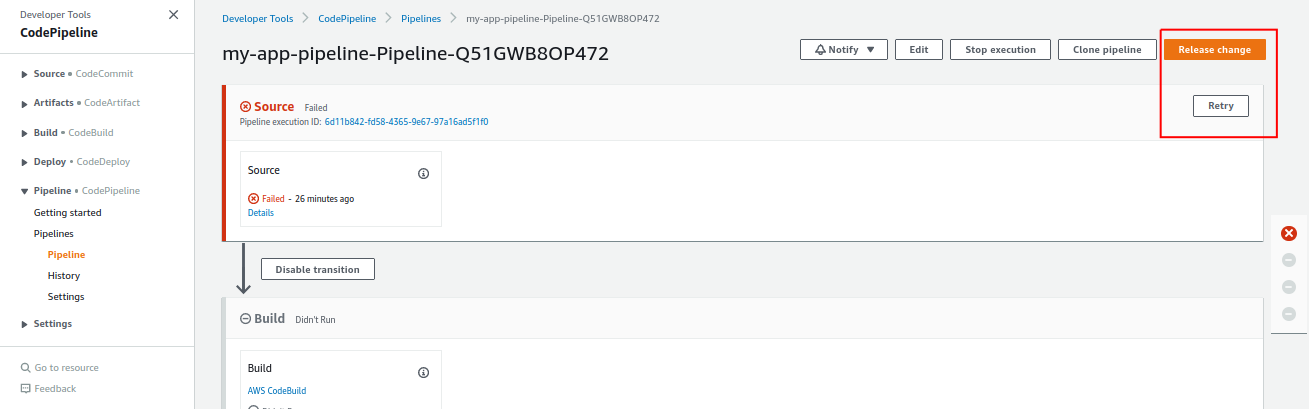 Developer Tools
CodePipeline
Source • CodeCommit
Artifacts • CodeArtifact
Build • CodeBuild
Deploy • CodeDeploy
Pipeline • CodePipeline
Getting started
Pipelines
Pipeline
History
Settings
Settings
Go to resource
Feedback
Developer Tools > CodePipeline > Pipelines > my-app-pipeline-Pipeline-Q51GWB8OP472
my-app-pipeline-Pipeline-Q51GWB8OP472
Notify Edit Stop execution Clone pipeline Release change
Source Failed
Pipeline execution ID: 6d11b842-fd58-4365-9e67-97a16ad5f1f0
Retry
Source
Failed - 26 minutes ago
Details
Disable transition
Build Didn't Run
Build
AWS CodeBuild